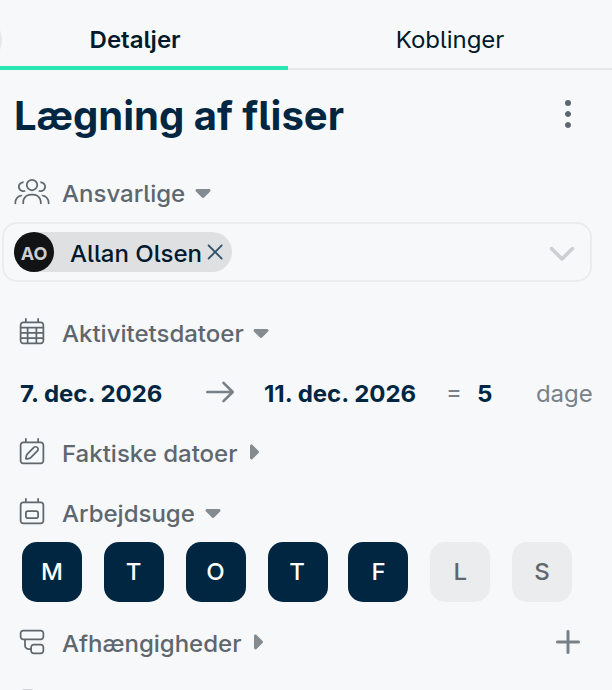 Detaljer Koblinger
Lægning af fliser
Ansvarlige
AO Allan Olsen
Aktivitetsdatoer
7. dec. 2026 → 11. dec. 2026 = 5 dage
Faktiske datoer
Arbejdsuge
M T O T F L S
Afhængigheder +